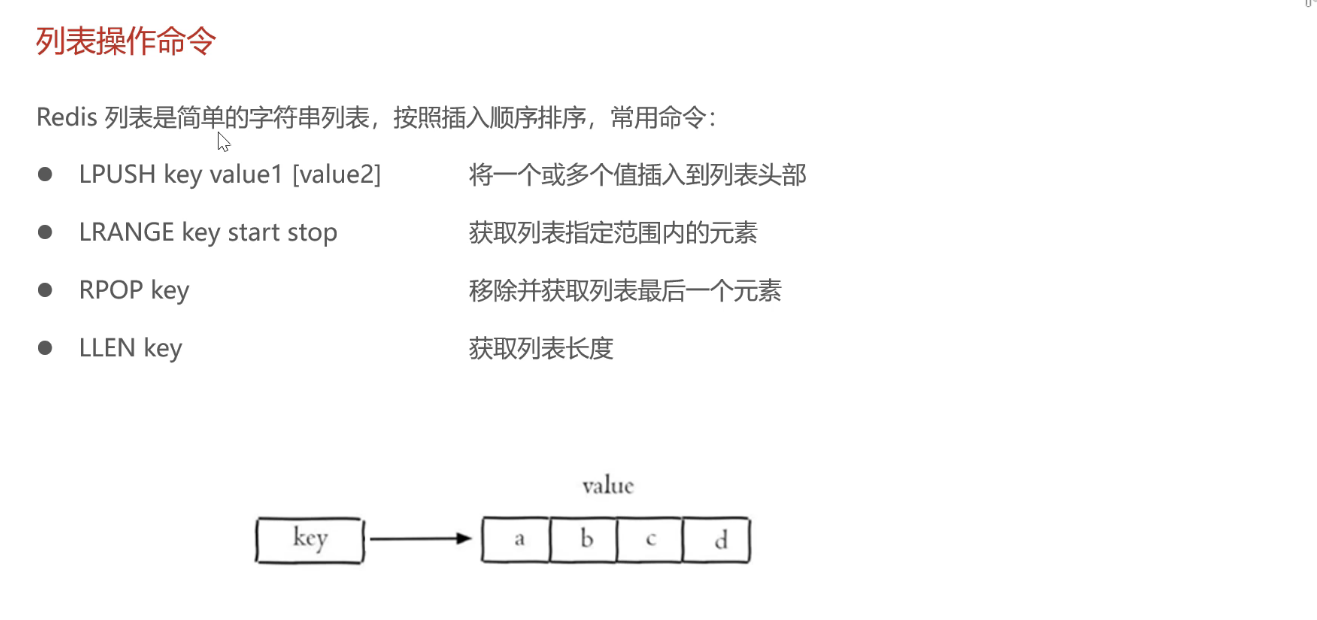 列表操作命令
Redis 列表是简单的字符串列表，按照插入顺序排序，常用命令：
● LPUSH key value1 [value2] 将一个或多个值插入到列表头部
● LRANGE key start stop 获取列表指定范围内的元素
● RPOP key 移除并获取列表最后一个元素
● LLEN key 获取列表长度
value
key a b c d